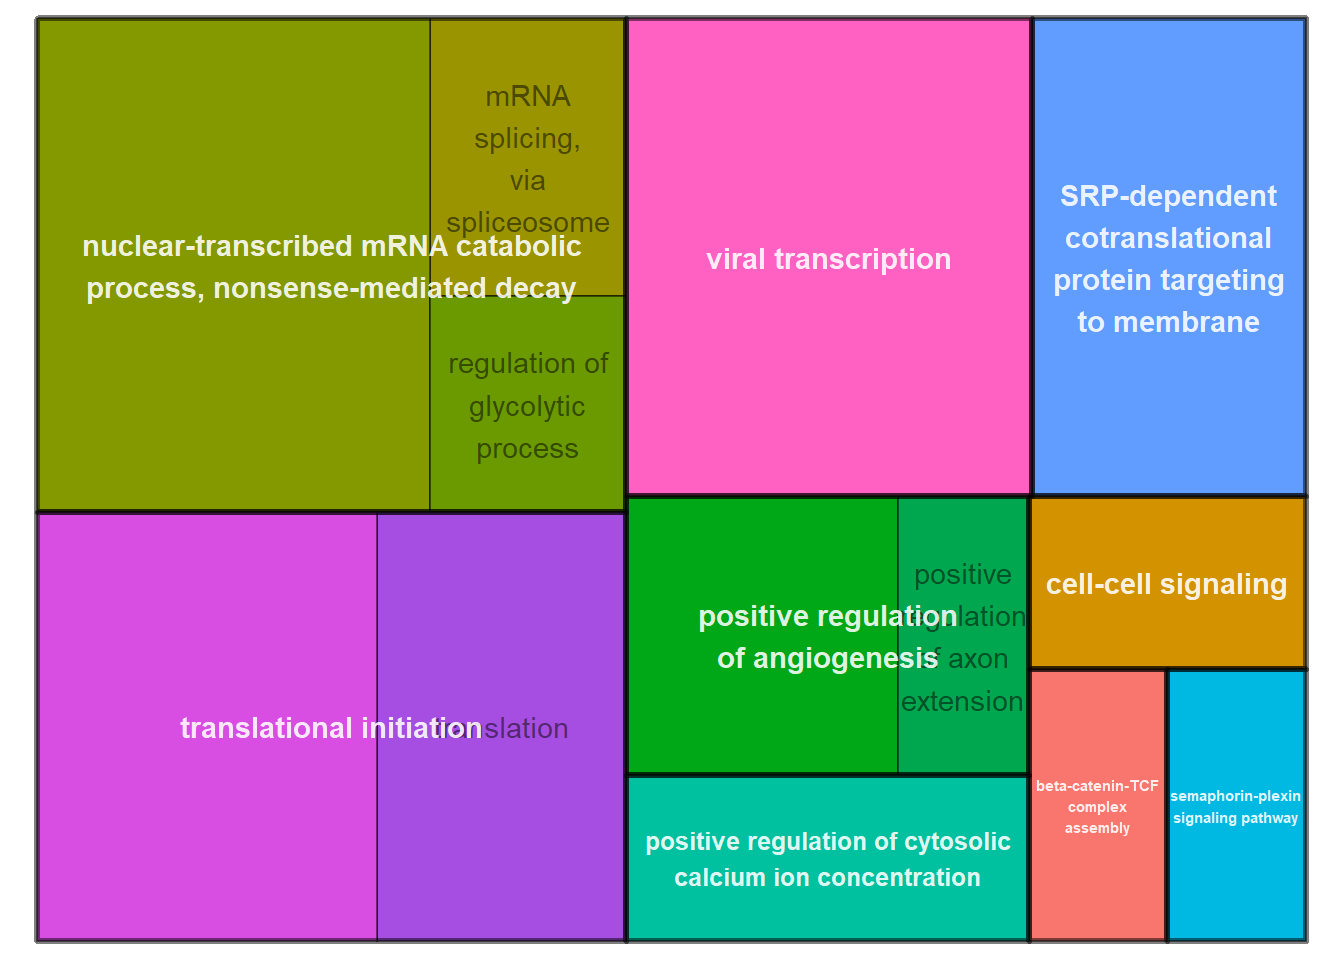 mRNA
splicing,
via
spliceosome
nuclear-transcribed mRNA catabolic
process, nonsense-mediated decay
regulation of
glycolytic
process
viral transcription
SRP-dependent
cotranslational
protein targeting
to membrane
translational initiation
translation
positive regulation
of angiogenesis
positive
regulation
of axon
extension
positive regulation of cytosolic
calcium ion concentration
cell-cell signaling
beta-catenin-TCF
complex
assembly
semaphorin-plexin
signaling pathway